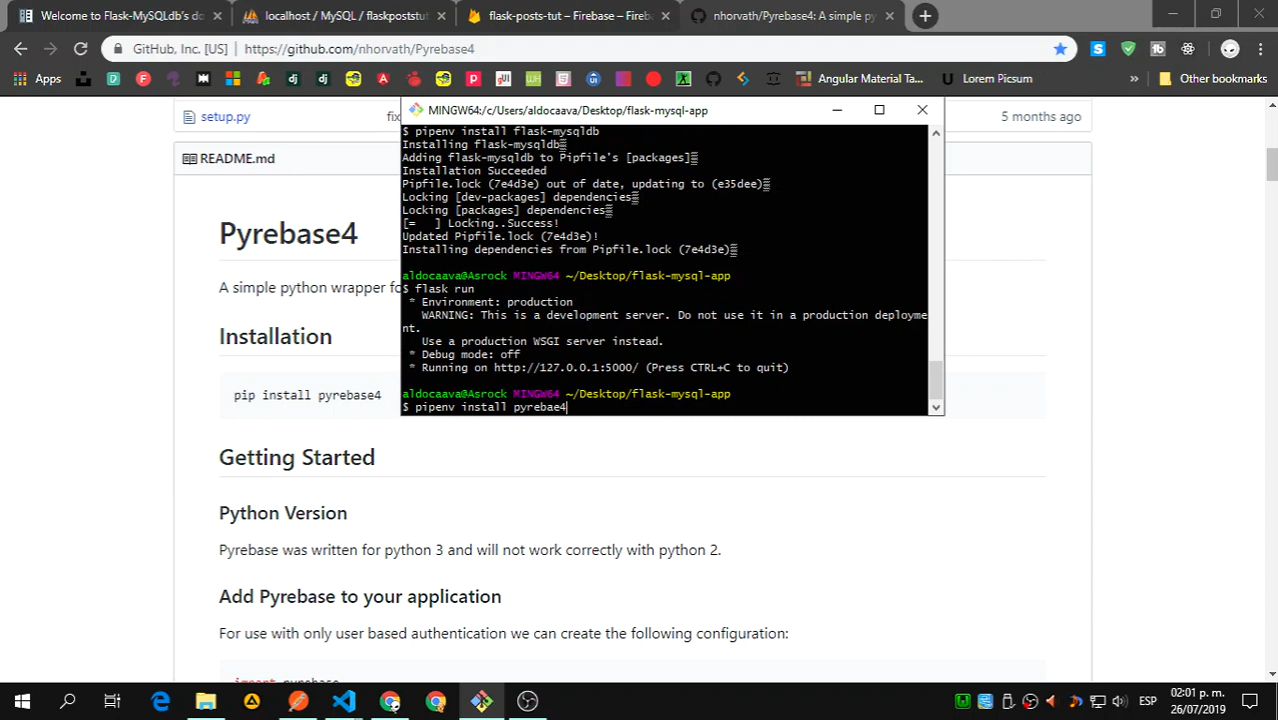 Welcome to Flask-MySQLdb's do
localhost / MySQL / flaskpoststut
flask-posts-tut – Firebase – Fireb
nhorvath/Pyrebase4: A simple py
GitHub, Inc. [US] | https://github.com/nhorvath/Pyrebase4
Apps
Angular Material Ta...
Lorem Picsum
»
Other bookmarks
setup.py
fix
5 months ago
README.md
MINGW64:/c/Users/aldocaava/Desktop/flask-mysql-app
$ pipenv install flask-mysqldb
Installing flask-mysqldb
Adding flask-mysqldb to Pipfile's [packages]
Installation Succeeded
Pipfile.lock (7e4d3e) out of date, updating to (e35dee)
Locking [dev-packages] dependencies
Locking [packages] dependencies
[=   ] Locking..Success!
Updated Pipfile.lock (7e4d3e)!
Installing dependencies from Pipfile.lock (7e4d3e)
aldocaava@Asrock MINGW64 ~/Desktop/flask-mysql-app
$ flask run
* Environment: production
WARNING: This is a development server. Do not use it in a production deployme
nt.
Use a production WSGI server instead.
* Debug mode: off
* Running on http://127.0.0.1:5000/ (Press CTRL+C to quit)
aldocaava@Asrock MINGW64 ~/Desktop/flask-mysql-app
$ pipenv install pyrebae4
Pyrebase4
A simple python wrapper fo
Installation
pip install pyrebase4
Getting Started
Python Version
Pyrebase was written for python 3 and will not work correctly with python 2.
Add Pyrebase to your application
For use with only user based authentication we can create the following configuration:
import pyrebase
ESP
02:01 p. m.
26/07/2019